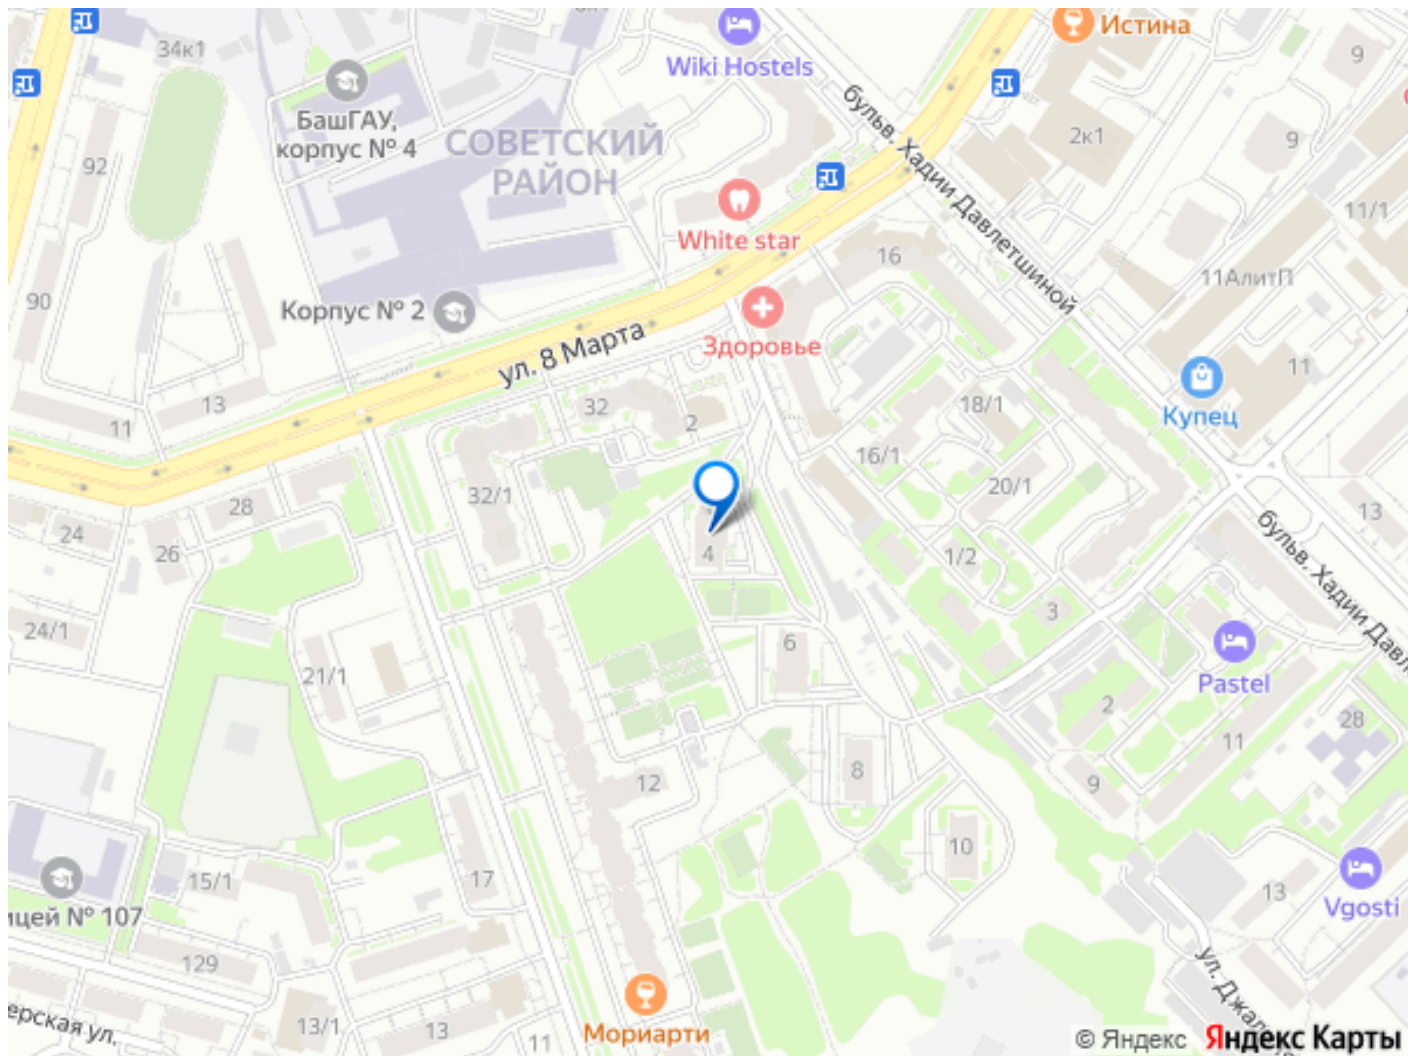 34к1
Wiki Hostels
Истина
9
92
БашГАУ,
корпус № 4
СОВЕТСКИЙ
РАЙОН
бульв. Хадии Давлетшиной
2к1
9
11/1
White star
16
11АлитП
90
Корпус № 2
ул. 8 Марта
Здоровье
11
Купец
13
11
32
2
18/1
16/1
20/1
32/1
28
24
26
4
1/2
13
3
бульв. Хадии Давл
24/1
6
21/1
Pastel
2
28
11
8
9
12
10
17
15/1
ицей № 107
13
Vgosti
129
ул. Джал
ерская ул.
13/1
13
11
Мориарти
© Яндекс Яндекс Карты